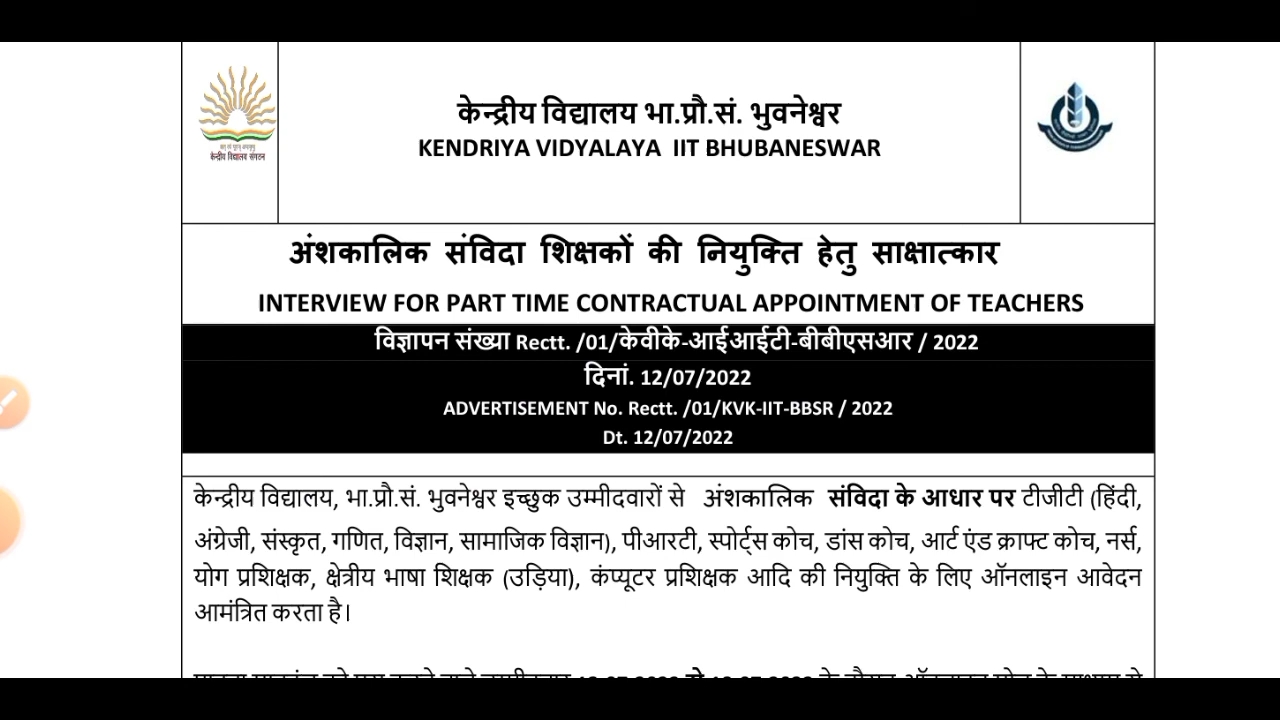 केन्द्रीय विद्यालय भा.प्रौ.सं. भुवनेश्वर
KENDRIYA VIDYALAYA IIT BHUBANESWAR
केन्द्रीय विद्यालय संगठन
अंशकालिक संविदा शिक्षकों की नियुक्ति हेतु साक्षात्कार
INTERVIEW FOR PART TIME CONTRACTUAL APPOINTMENT OF TEACHERS
विज्ञापन संख्या Rectt. /01/केवीके-आईआईटी-बीबीएसआर / 2022
दिनां. 12/07/2022
ADVERTISEMENT No. Rectt. /01/KVK-IIT-BBSR / 2022
Dt. 12/07/2022
केन्द्रीय विद्यालय, भा.प्रौ.सं. भुवनेश्वर इच्छुक उम्मीदवारों से अंशकालिक संविदा के आधार पर टीजीटी (हिंदी,
अंग्रेजी, संस्कृत, गणित, विज्ञान, सामाजिक विज्ञान), पीआरटी, स्पोर्ट्स कोच, डांस कोच, आर्ट एंड क्राफ्ट कोच, नर्स,
योग प्रशिक्षक, क्षेत्रीय भाषा शिक्षक (उड़िया), कंप्यूटर प्रशिक्षक आदि की नियुक्ति के लिए ऑनलाइन आवेदन
आमंत्रित करता है।